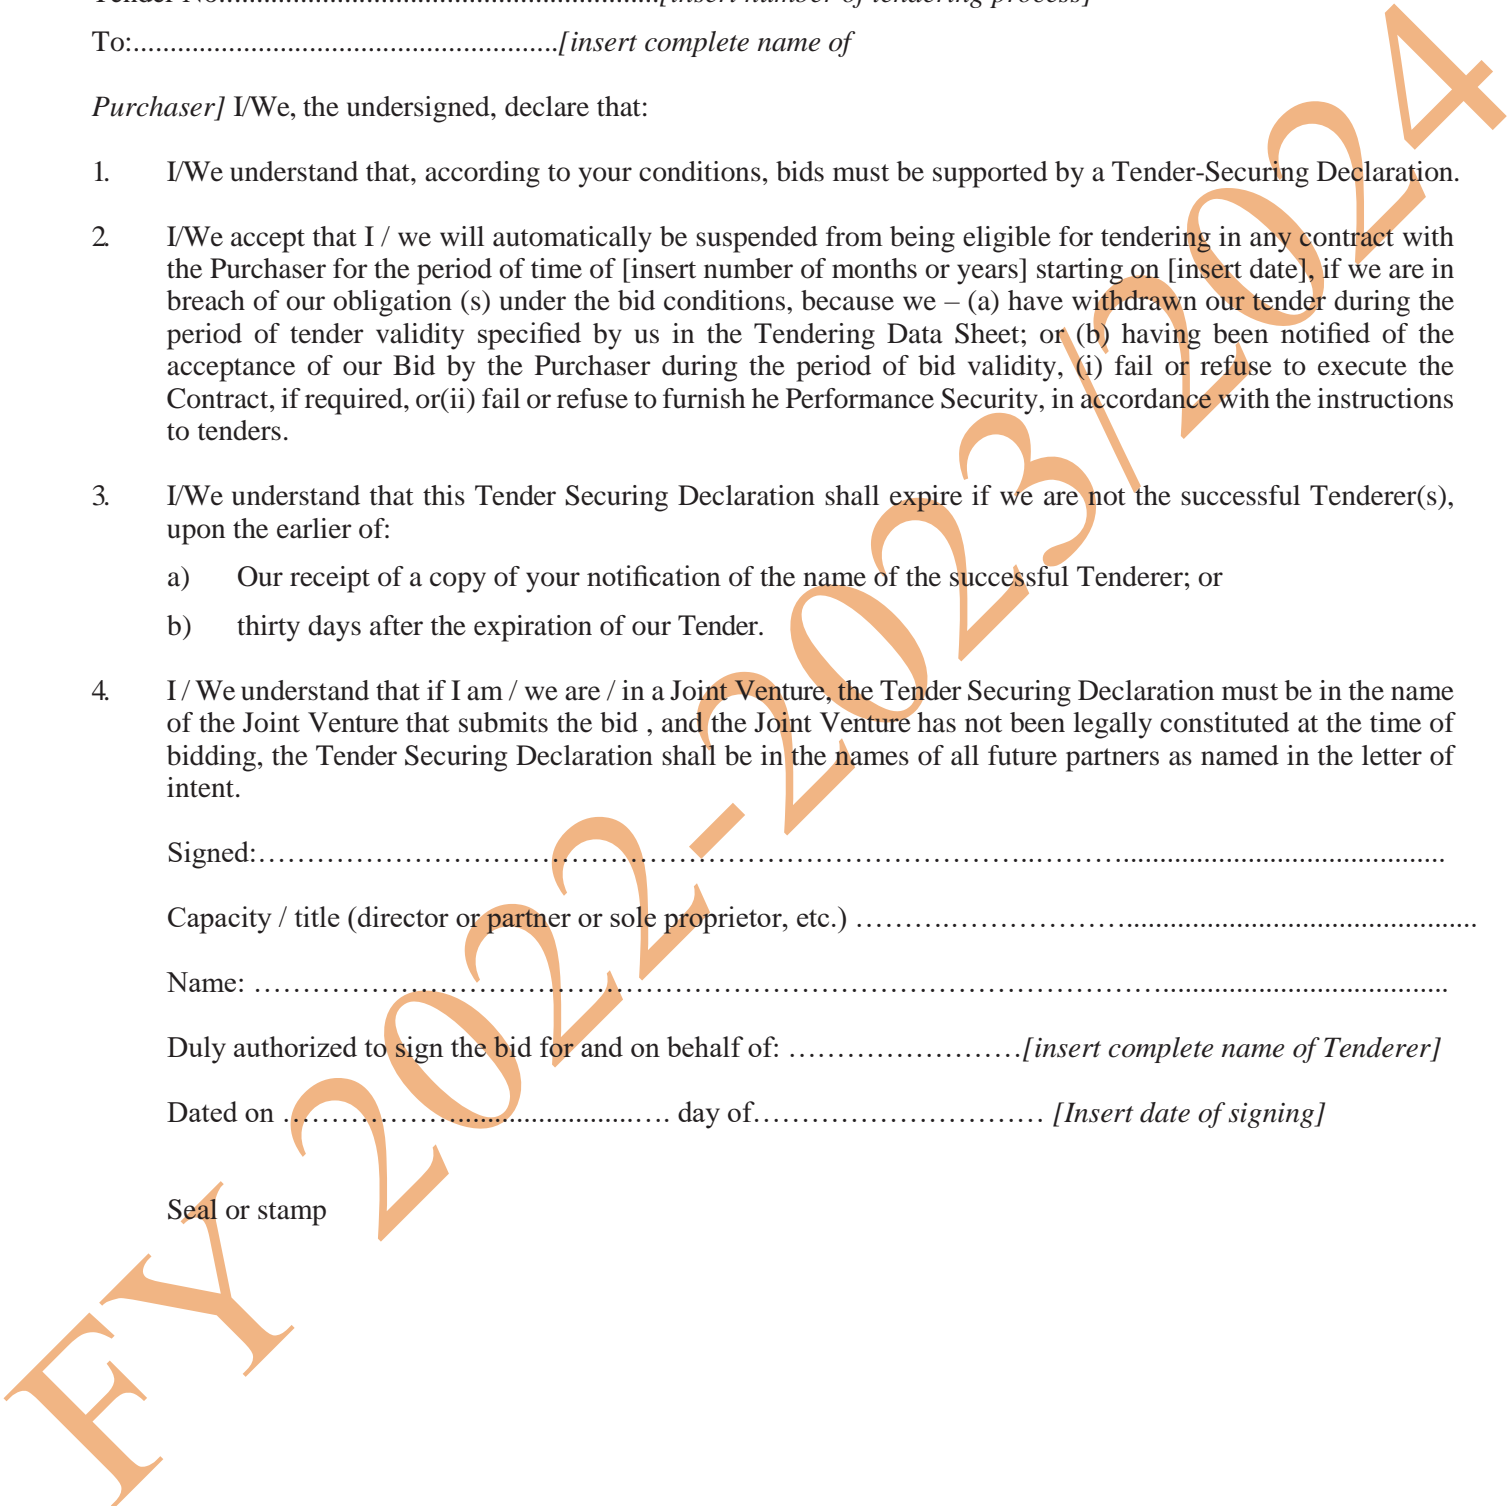 Tender No.............................................................[insert number of tendering process]
To:..........................................................[insert complete name of
Purchaser] I/We, the undersigned, declare that:
1. I/We understand that, according to your conditions, bids must be supported by a Tender-Securing Declaration.
2. I/We accept that I / we will automatically be suspended from being eligible for tendering in any contract with
the Purchaser for the period of time of [insert number of months or years] starting on [insert date], if we are in
breach of our obligation (s) under the bid conditions, because we – (a) have withdrawn our tender during the
period of tender validity specified by us in the Tendering Data Sheet; or (b) having been notified of the
acceptance of our Bid by the Purchaser during the period of bid validity, (i) fail or refuse to execute the
Contract, if required, or(ii) fail or refuse to furnish he Performance Security, in accordance with the instructions
to tenders.
3. I/We understand that this Tender Securing Declaration shall expire if we are not the successful Tenderer(s),
upon the earlier of:
a) Our receipt of a copy of your notification of the name of the successful Tenderer; or
b) thirty days after the expiration of our Tender.
4. I / We understand that if I am / we are / in a Joint Venture, the Tender Securing Declaration must be in the name
of the Joint Venture that submits the bid , and the Joint Venture has not been legally constituted at the time of
bidding, the Tender Securing Declaration shall be in the names of all future partners as named in the letter of
intent.
Signed:……………………………………………………………………..………...........................................
Capacity / title (director or partner or sole proprietor, etc.) ……….………………..............................................
Name: ………………………………………………………………………………......................................
Duly authorized to sign the bid for and on behalf of: ……………………[insert complete name of Tenderer]
Dated on ………………..........................…. day of………………………… [Insert date of signing]
Seal or stamp
FY 2022-2023/2024